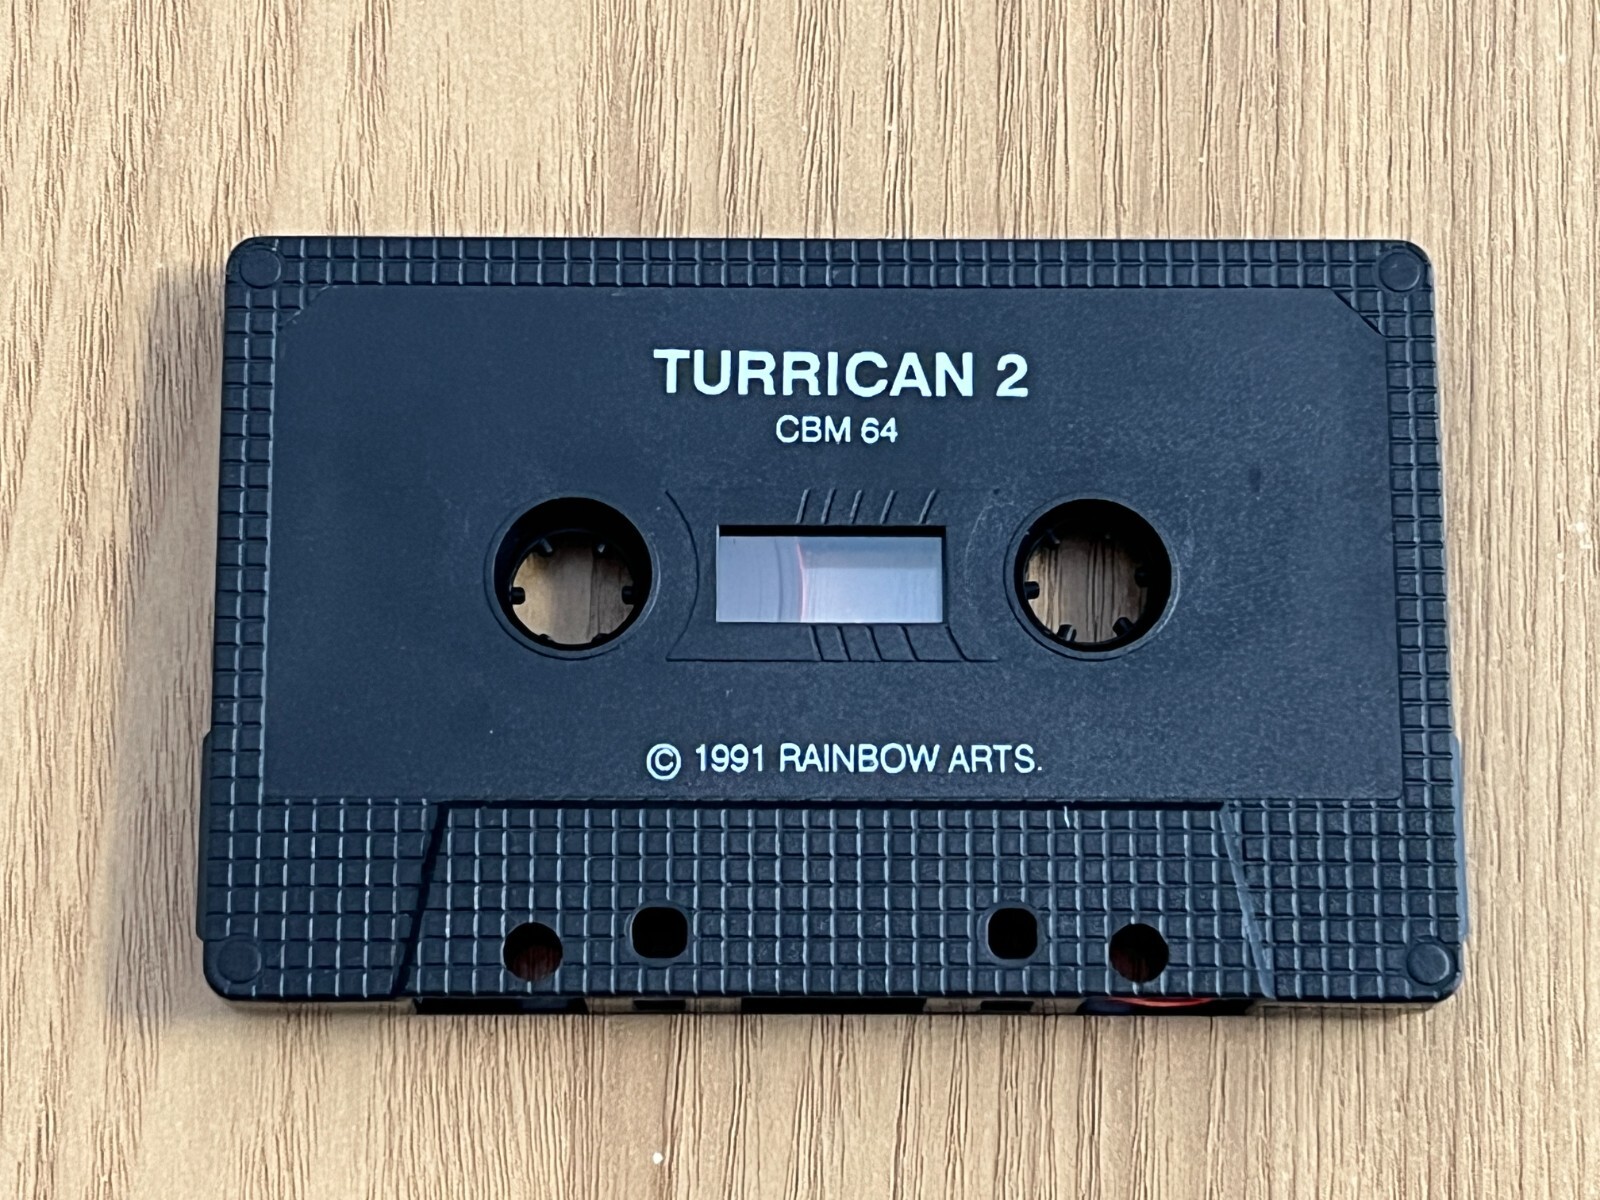 TURRICAN 2
CBM 64
© 1991 RAINBOW ARTS.